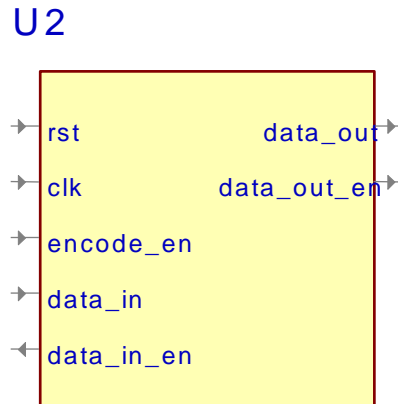 U2
rst data_out
clk data_out_en
encode_en
data_in
data_in_en